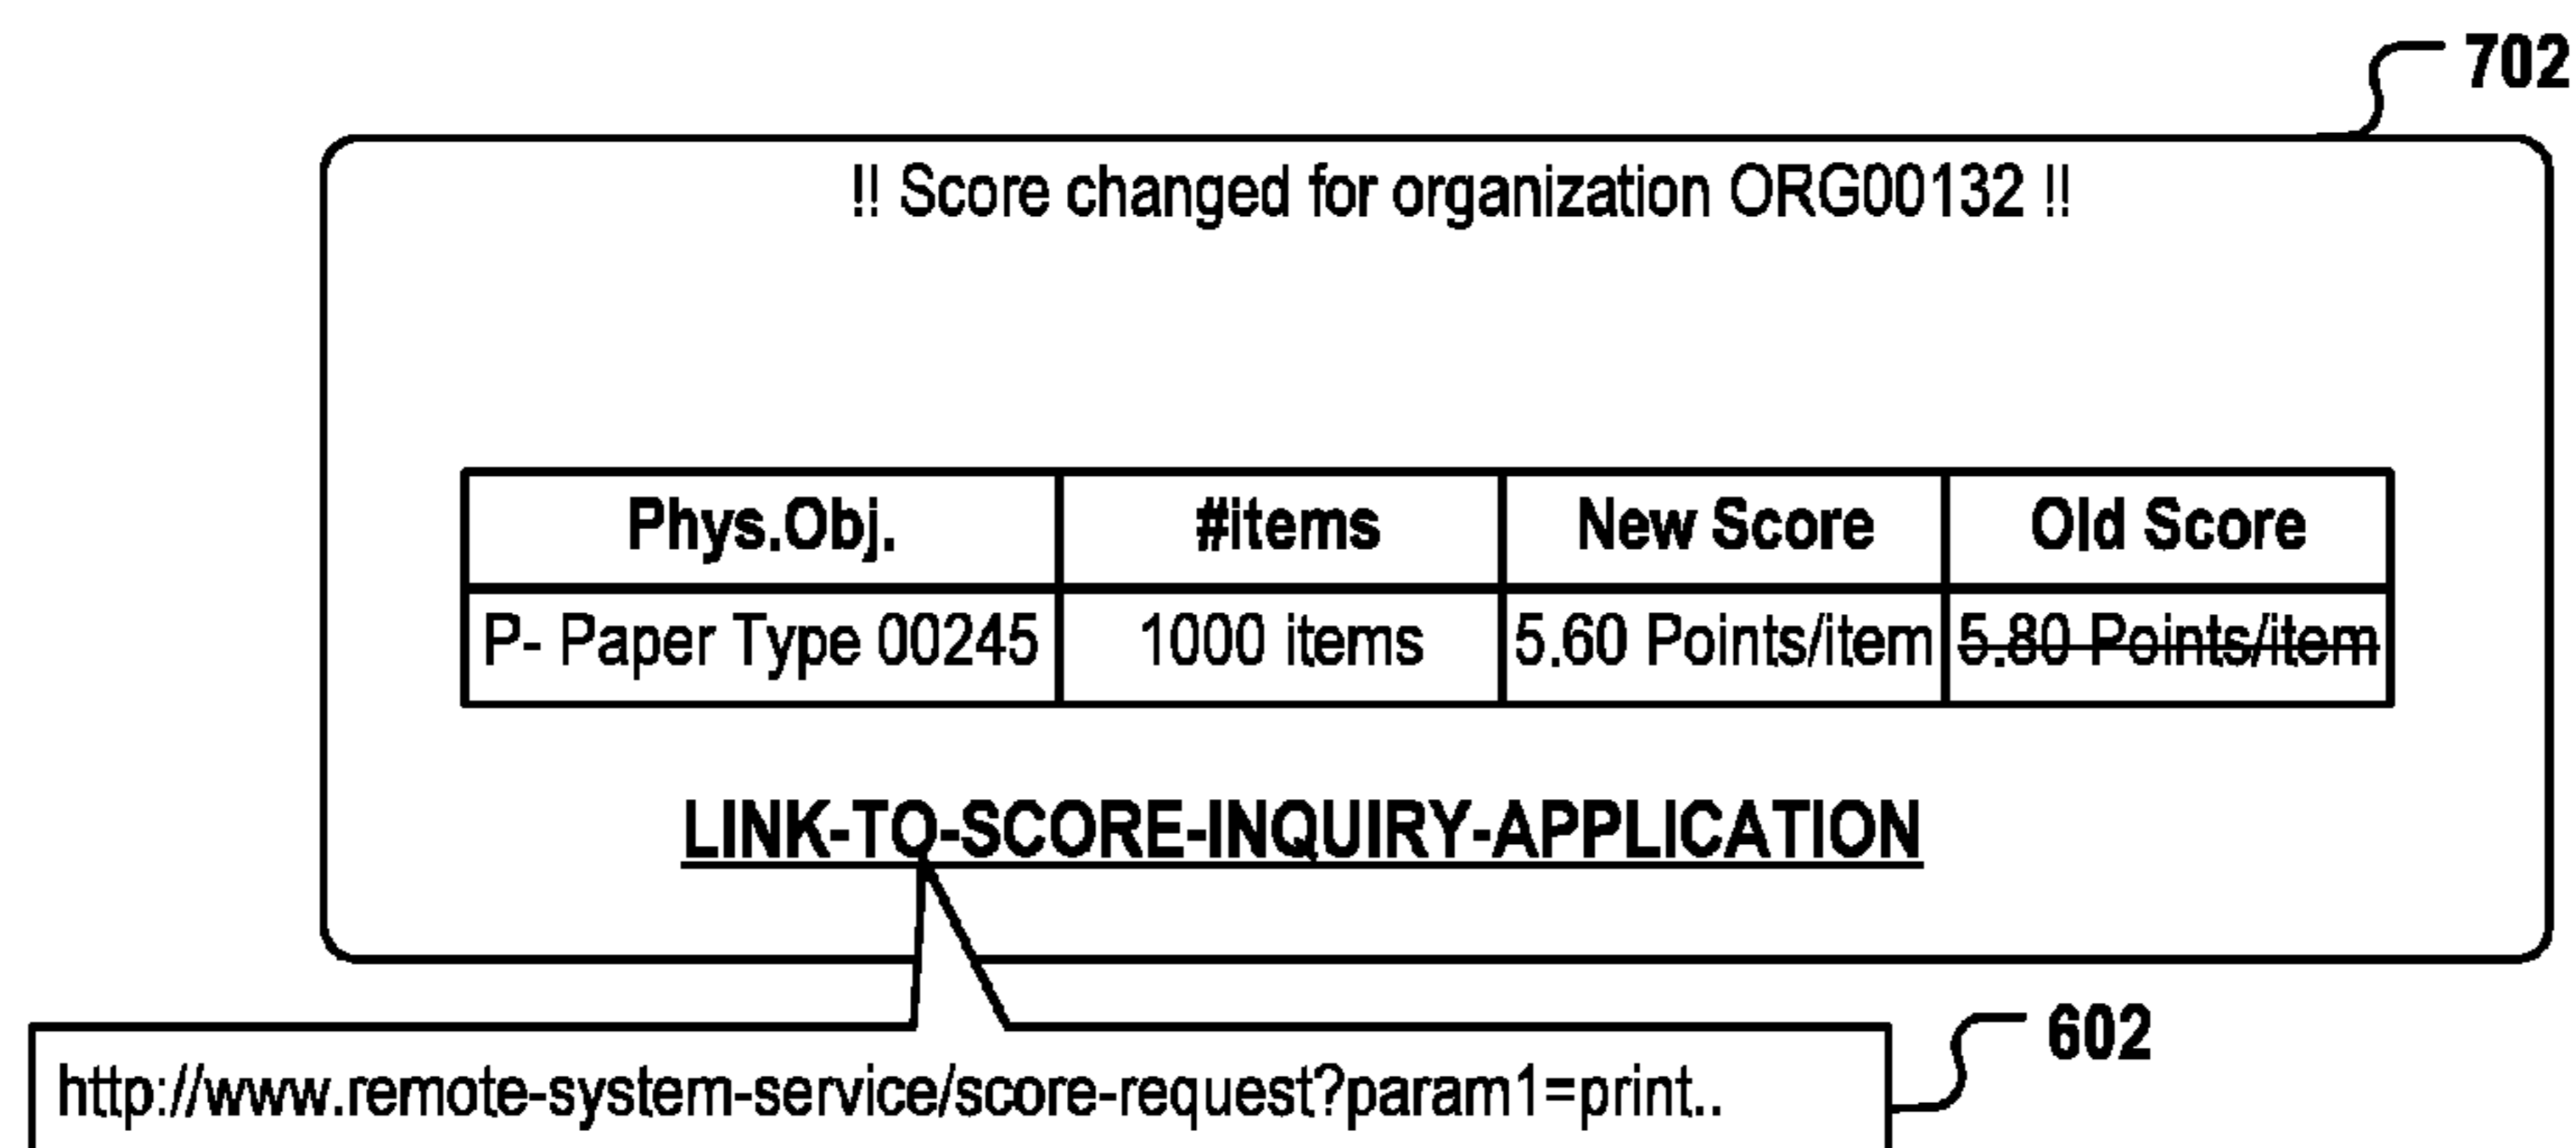 702
!! Score changed for organization ORG00132 !!
Phys.Obj. #items New Score Old Score
P- Paper Type 00245 1000 items 5.60 Points/item 5.80 Points/item
LINK-TO-SCORE-INQUIRY-APPLICATION
602
http://www.remote-system-service/score-request?param1=print..